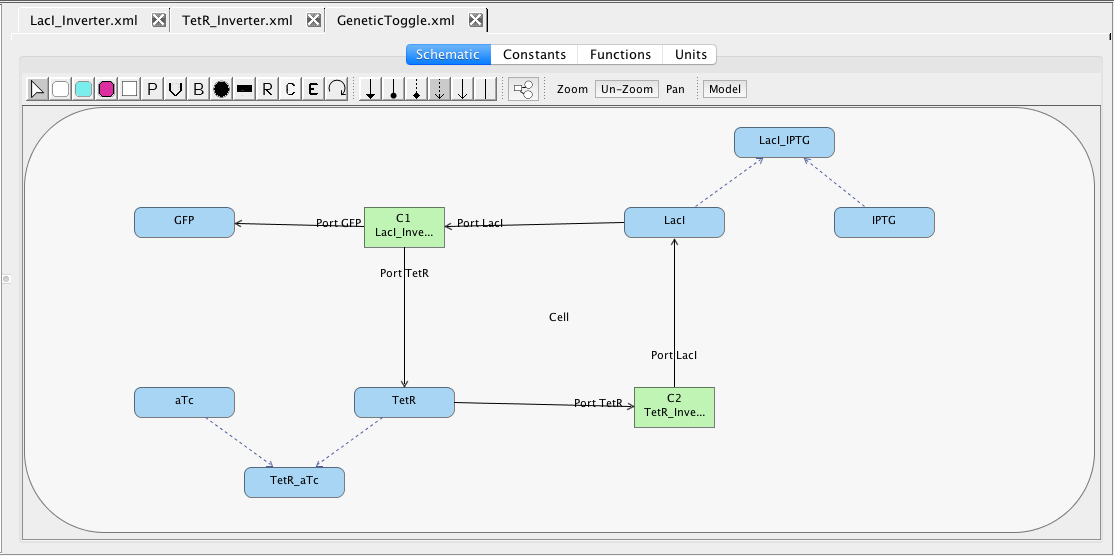 LacI_Inverter.xml TetR_Inverter.xml GeneticToggle.xml
Schematic Constants Functions Units
P V B R C E Zoom Un-Zoom Pan Model
LacI_IPTG
GFP Port GFP C1 Port LacI LacI IPTG
LacI_Inve...
Port TetR
Cell
Port LacI
aTc TetR Port TetR C2
TetR_Inve...
TetR_aTc